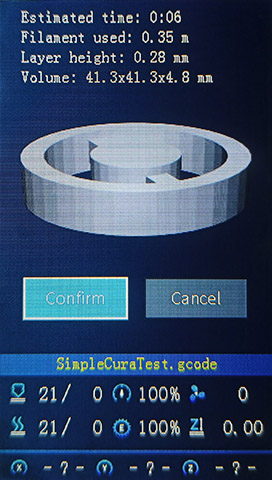 Estimated time: 0:06
Filament used: 0.35 m
Layer height: 0.28 mm
Volume: 41.3x41.3x4.8 mm
Confirm
Cancel
SimpleCuraTest.gcode
21/ 0 100% 0
21/ 0 E 100% Z 0.00
X - ? - Y - ? - Z - ? -